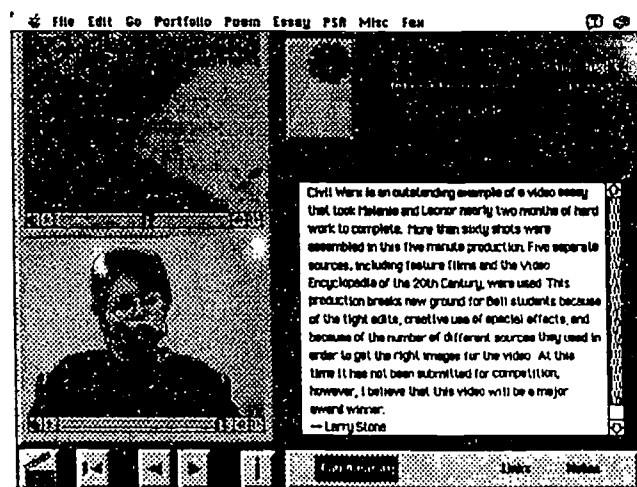 File Edit Go Portfolio Poem Essay PSR Misc Fax
Civil Wars is an outstanding example of a video essay
that took Melanie and Leonor nearly two months of hard
work to complete. More than sixty shots were
assembled in this five minute production. Five separate
sources, including feature films and the Video
Encyclopedia of the 20th Century, were used. This
production breaks new ground for Bell students because
of the tight edits, creative use of special effects, and
because of the number of different sources they used in
order to get the right images for the video. At this
time it has not been submitted for competition,
however, I believe that this video will be a major
award winner.
-- Larry Stone
Links
Notes